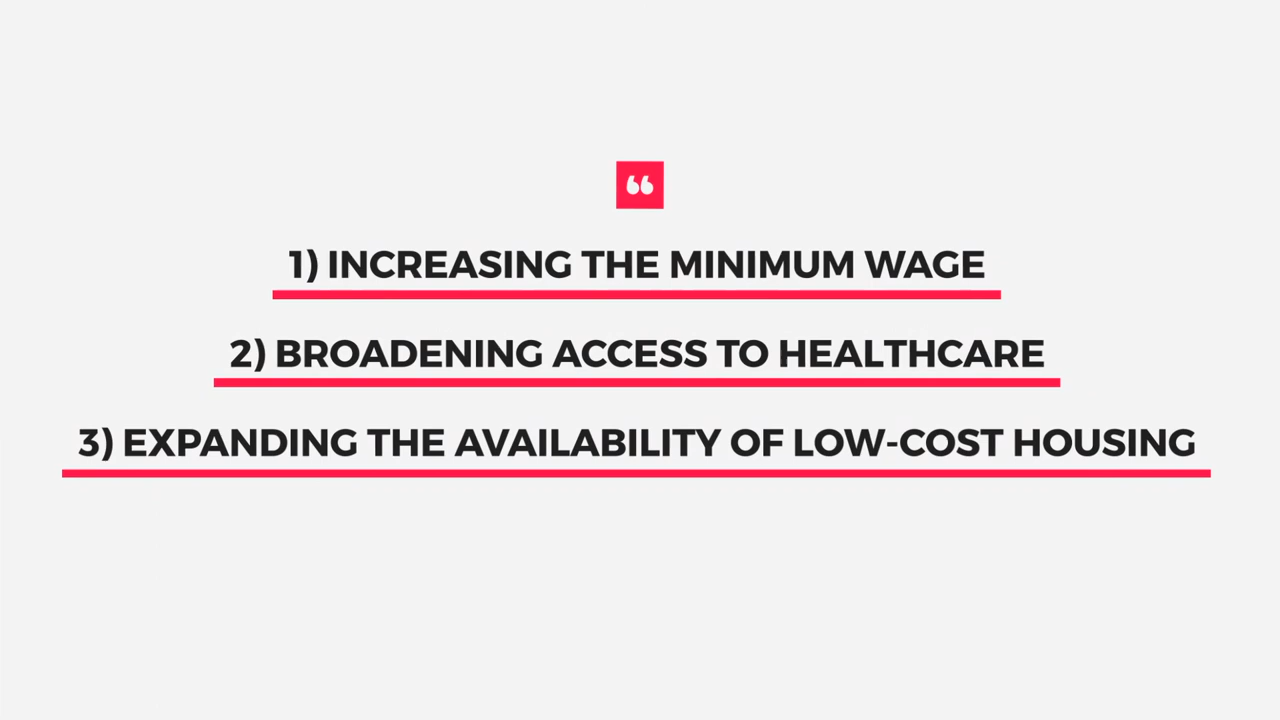 ❝
1) INCREASING THE MINIMUM WAGE
2) BROADENING ACCESS TO HEALTHCARE
3) EXPANDING THE AVAILABILITY OF LOW-COST HOUSING